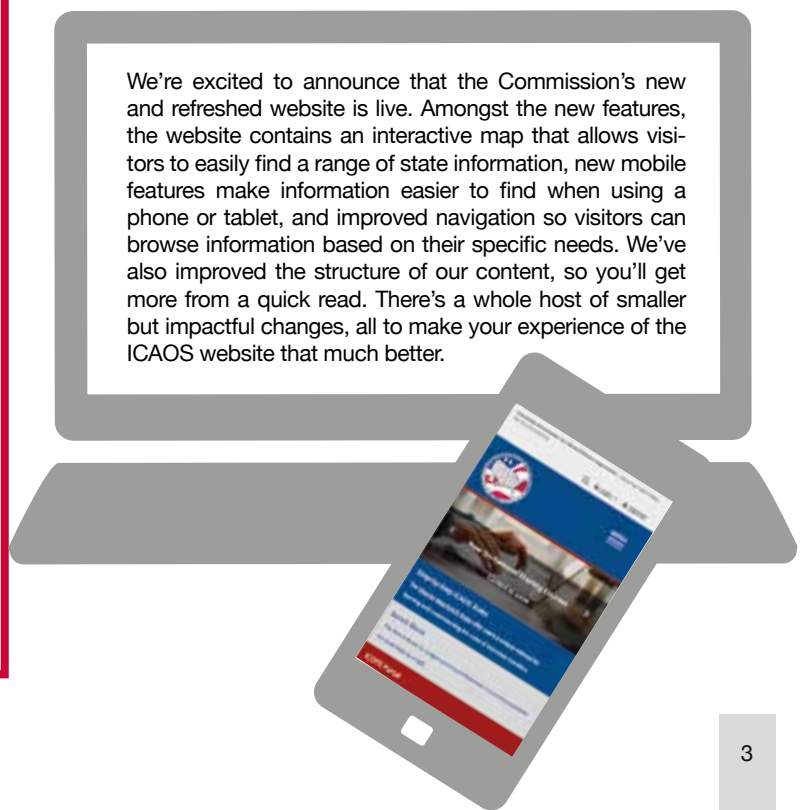 We’re excited to announce that the Commission’s new
and refreshed website is live. Amongst the new features,
the website contains an interactive map that allows visi-
tors to easily find a range of state information, new mobile
features make information easier to find when using a
phone or tablet, and improved navigation so visitors can
browse information based on their specific needs. We’ve
also improved the structure of our content, so you’ll get
more from a quick read. There’s a whole host of smaller
but impactful changes, all to make your experience of the
ICAOS website that much better.
ICOTS Portal
3